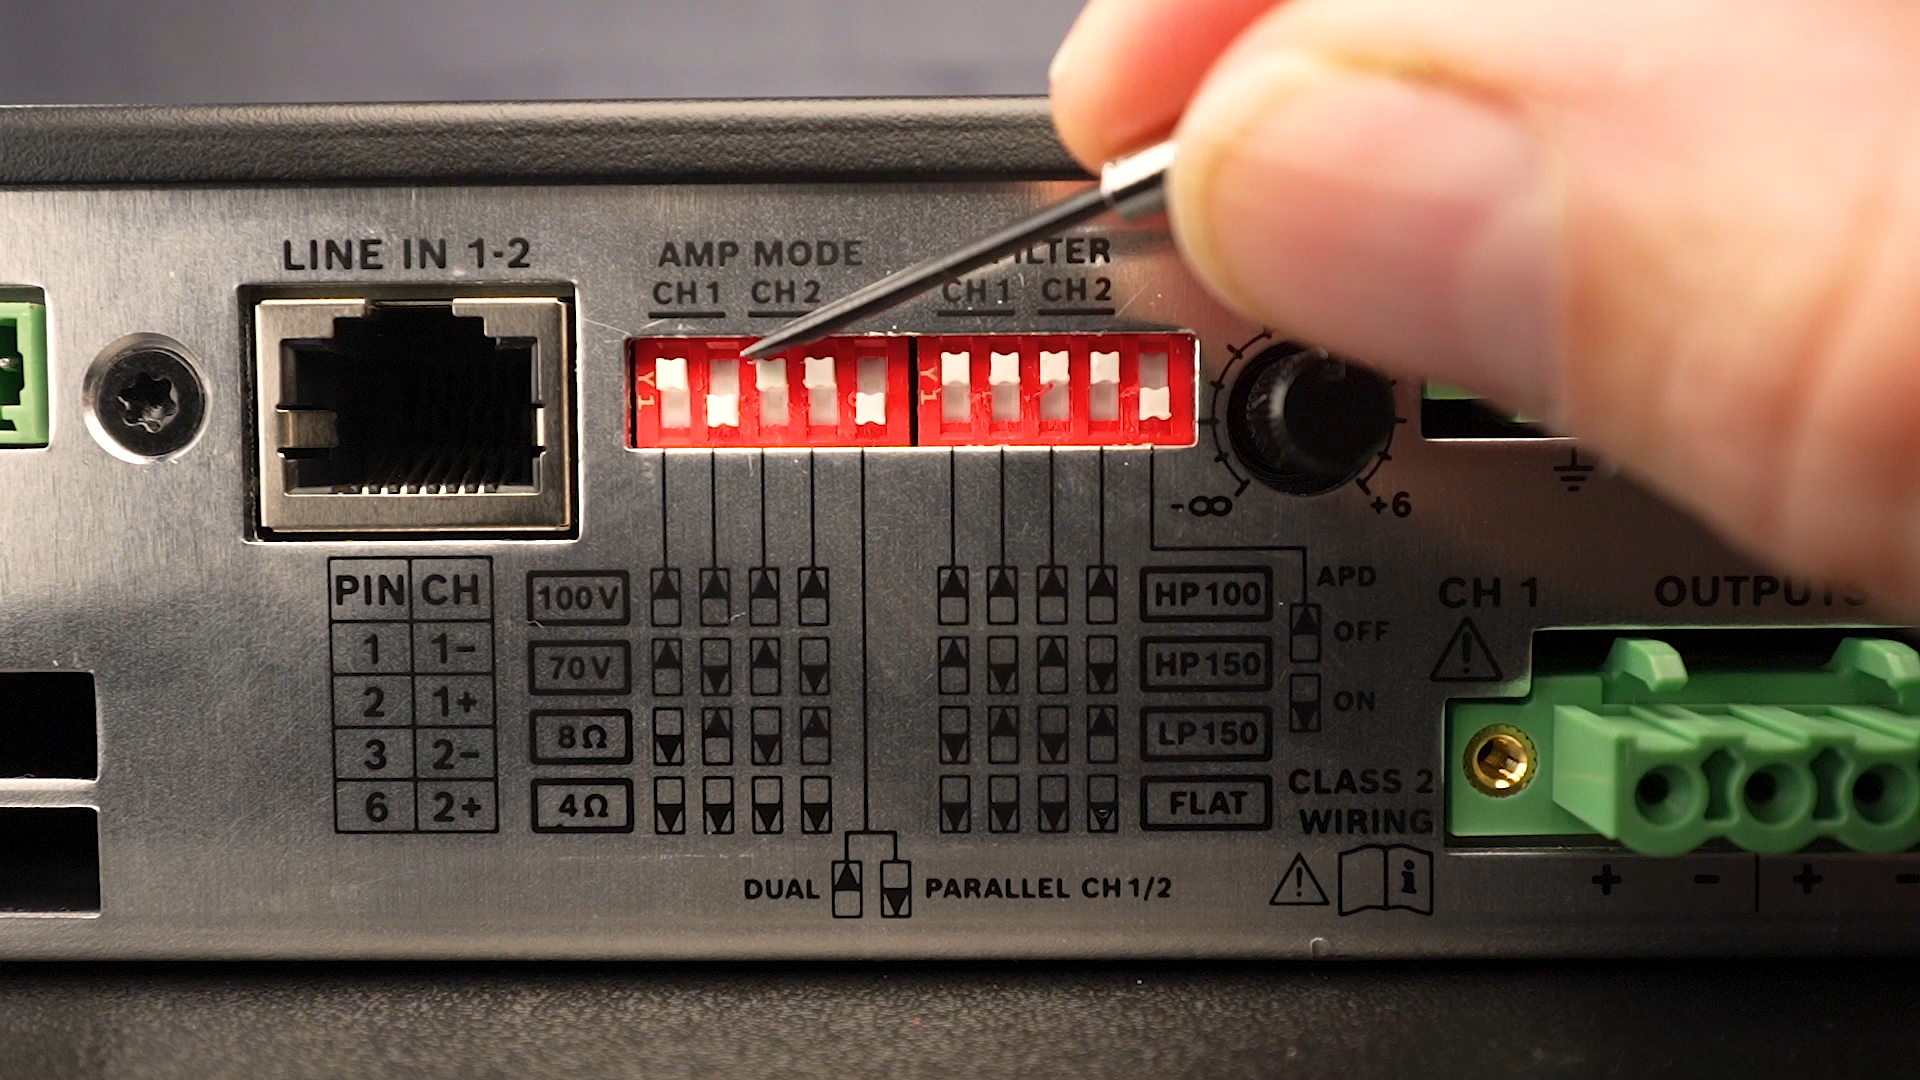 LINE IN 1-2
AMP MODE
CH 1 CH 2
FILTER
CH 1 CH 2
-∞ +6
PIN CH
1 1-
2 1+
3 2-
6 2+
100V
70V
8Ω
4Ω
HP100
HP150
LP150
FLAT
APD
OFF
ON
DUAL
PARALLEL CH 1/2
CLASS 2
WIRING
CH 1
OUTPUTS
+ - + -